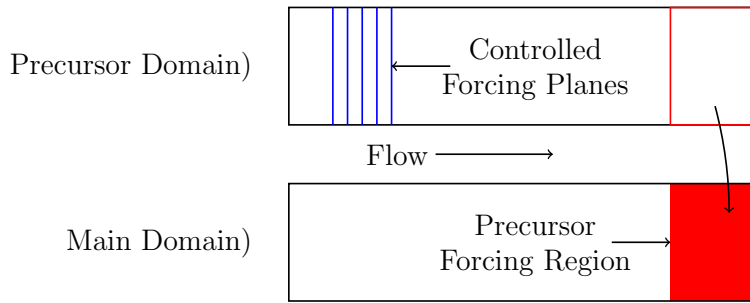 Precursor Domain)
Controlled
Forcing Planes
Flow
Main Domain)
Precursor
Forcing Region